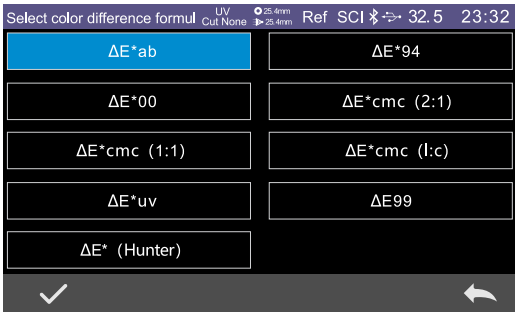 Select color difference formul UV Cut None 25.4mm 25.4mm Ref SCI 32.5 23:32
ΔE*ab ΔE*94
ΔE*00 ΔE*cmc (2:1)
ΔE*cmc (1:1) ΔE*cmc (l:c)
ΔE*uv ΔE99
ΔE* (Hunter)